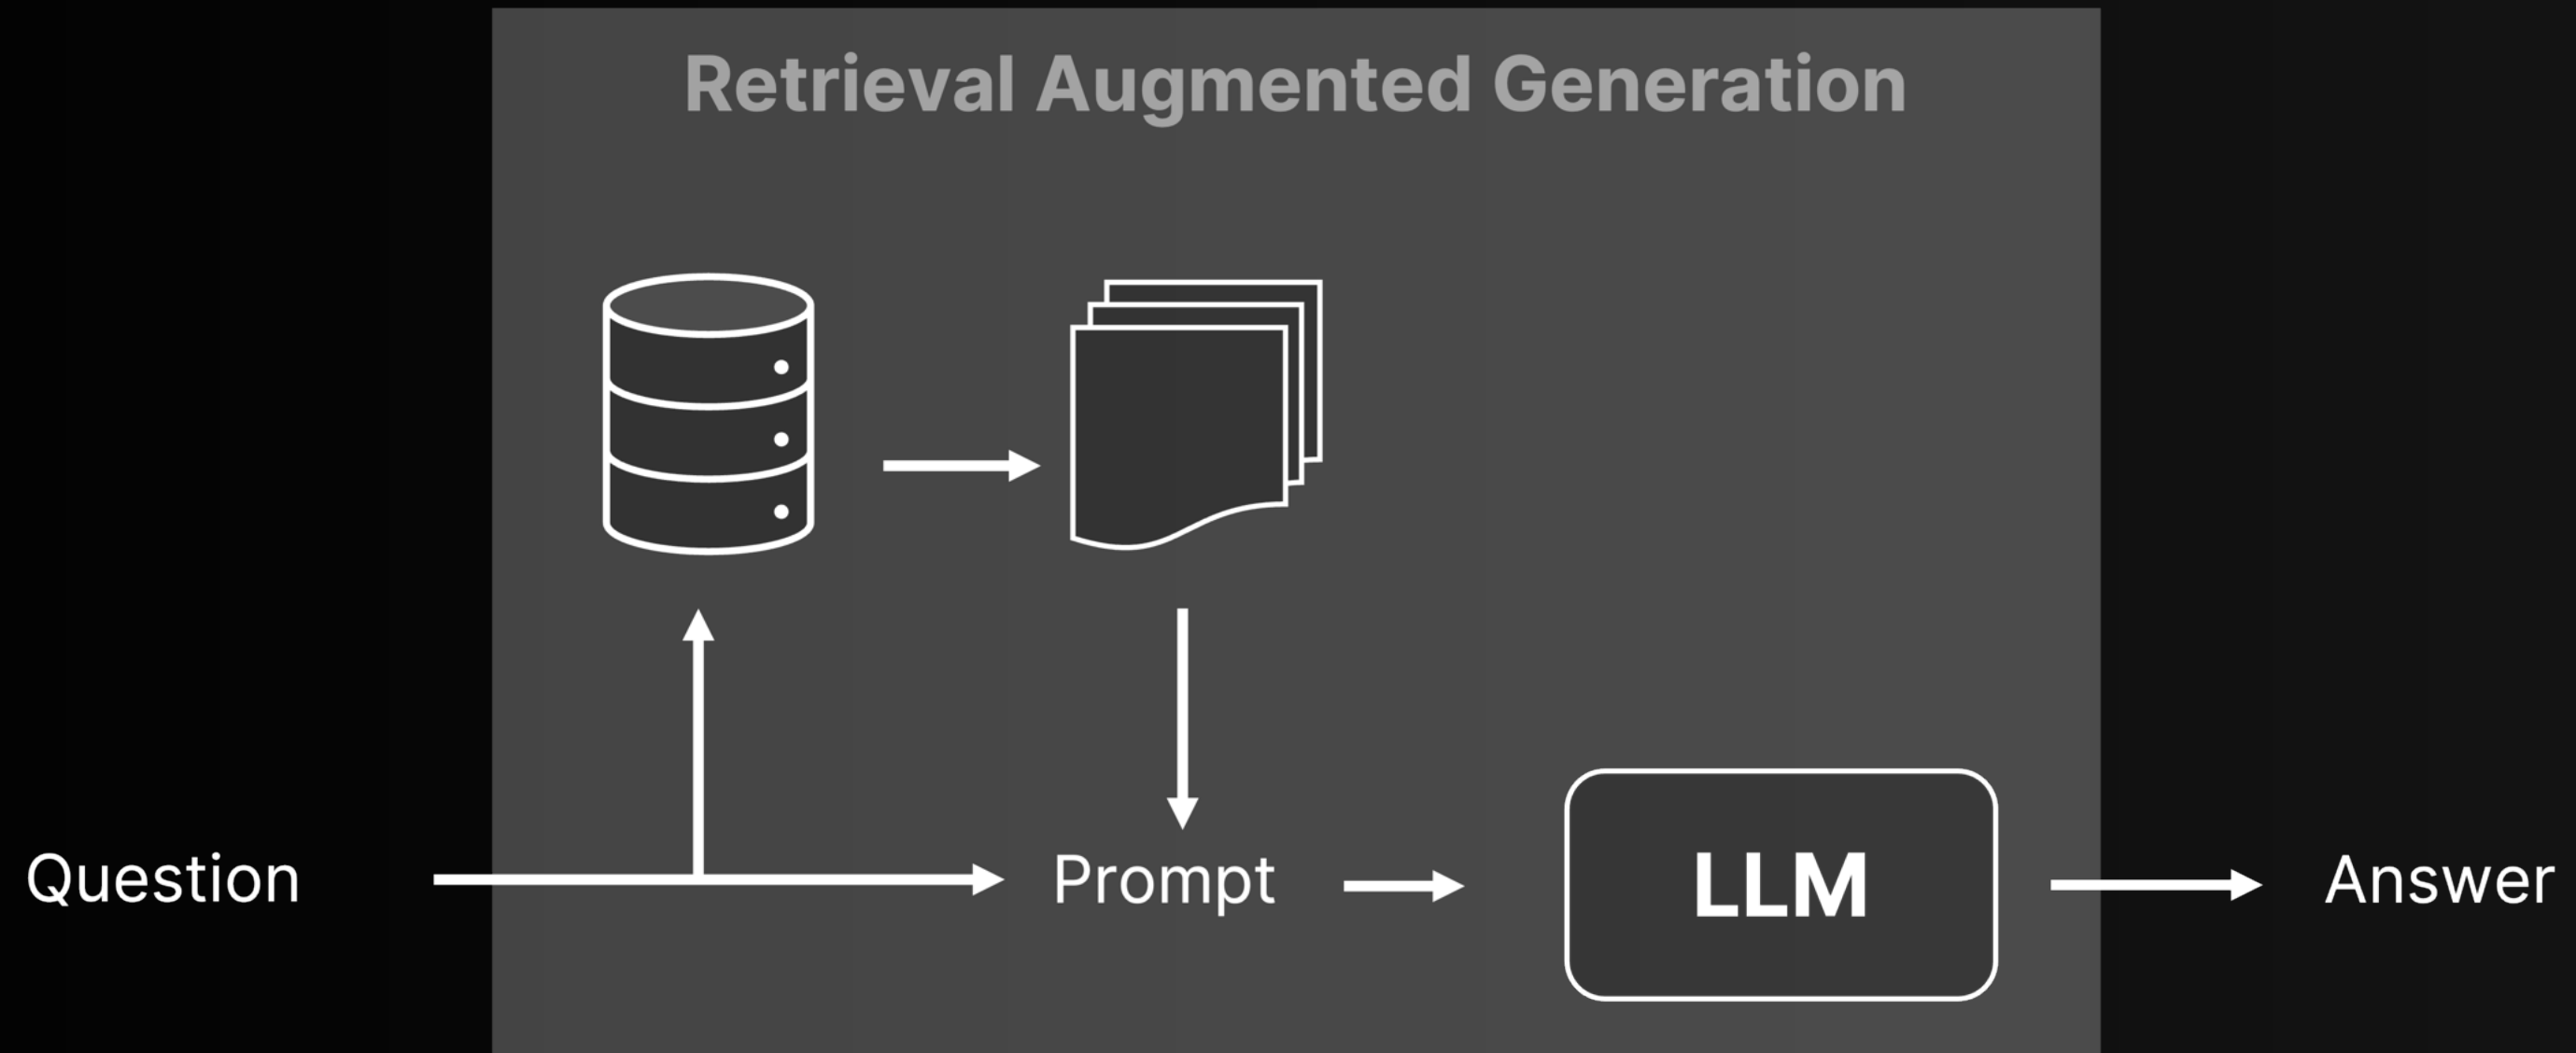 Retrieval Augmented Generation
Question
Prompt
LLM
Answer